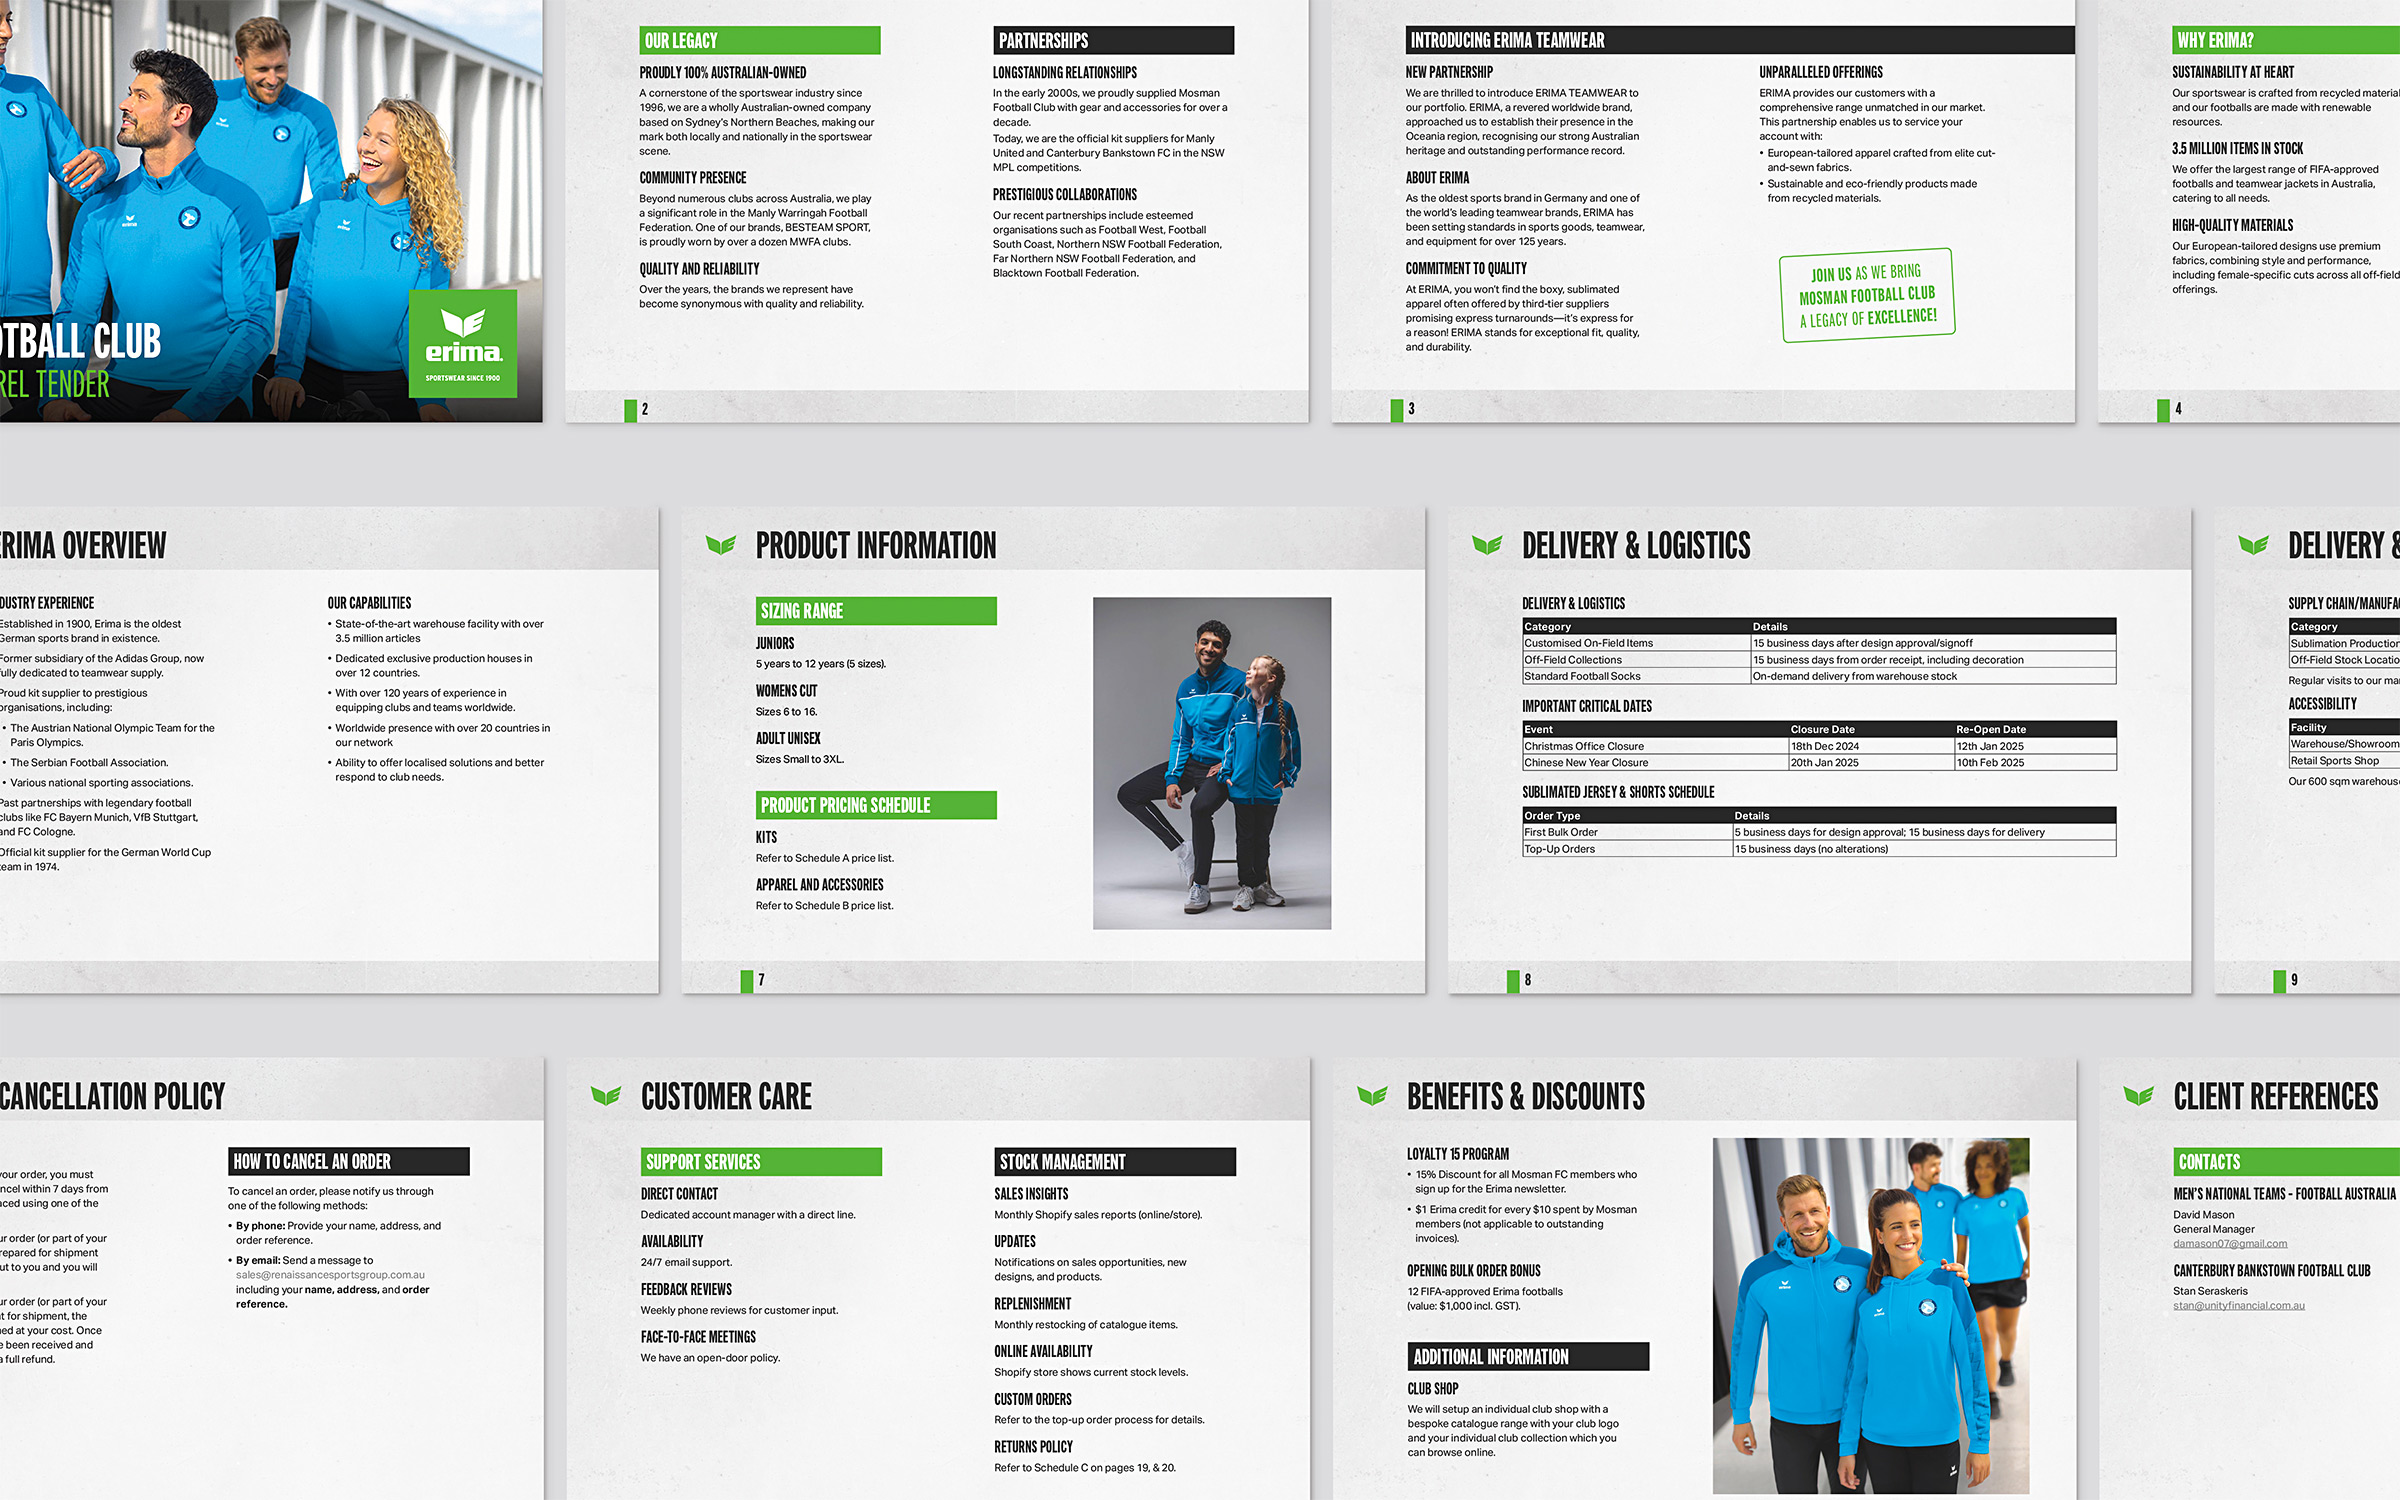 OTBALL CLUB
REL TENDER
erima
SPORTSWEAR SINCE 1900
OUR LEGACY
PROUDLY 100% AUSTRALIAN-OWNED
A cornerstone of the sportswear industry since
1996, we are a wholly Australian-owned company
based on Sydney's Northern Beaches, making our
mark both locally and nationally in the sportswear
scene.
COMMUNITY PRESENCE
Beyond numerous clubs across Australia, we play
a significant role in the Manly Warringah Football
Federation. One of our brands, BESTEAM SPORT,
is proudly worn by over a dozen MWFA clubs.
QUALITY AND RELIABILITY
Over the years, the brands we represent have
become synonymous with quality and reliability.
PARTNERSHIPS
LONGSTANDING RELATIONSHIPS
In the early 2000s, we proudly supplied Mosman
Football Club with gear and accessories for over a
decade.
Today, we are the official kit suppliers for Manly
United and Canterbury Bankstown FC in the NSW
MPL competitions.
PRESTIGIOUS COLLABORATIONS
Our recent partnerships include esteemed
organisations such as Football West, Football
South Coast, Northern NSW Football Federation,
Far Northern NSW Football Federation, and
Blacktown Football Federation.
2
INTRODUCING ERIMA TEAMWEAR
NEW PARTNERSHIP
We are thrilled to introduce ERIMA TEAMWEAR to
our portfolio. ERIMA, a revered worldwide brand,
approached us to establish their presence in the
Oceania region, recognising our strong Australian
heritage and outstanding performance record.
ABOUT ERIMA
As the oldest sports brand in Germany and one of
the world's leading teamwear brands, ERIMA has
been setting standards in sports goods, teamwear,
and equipment for over 125 years.
COMMITMENT TO QUALITY
At ERIMA, you won't find the boxy, sublimated
apparel often offered by third-tier suppliers
promising express turnarounds—it's express for
a reason! ERIMA stands for exceptional fit, quality,
and durability.
UNPARALLELED OFFERINGS
ERIMA provides our customers with a
comprehensive range unmatched in our market.
This partnership enables us to service your
account with:
• European-tailored apparel crafted from elite cut-
and-sewn fabrics.
• Sustainable and eco-friendly products made
from recycled materials.
JOIN US AS WE BRING
MOSMAN FOOTBALL CLUB
A LEGACY OF EXCELLENCE!
3
WHY ERIMA?
SUSTAINABILITY AT HEART
Our sportswear is crafted from recycled material
and our footballs are made with renewable
resources.
3.5 MILLION ITEMS IN STOCK
We offer the largest range of FIFA-approved
footballs and teamwear jackets in Australia,
catering to all needs.
HIGH-QUALITY MATERIALS
Our European-tailored designs use premium
fabrics, combining style and performance,
including female-specific cuts across all off-field
offerings.
4
ERIMA OVERVIEW
DUSTRY EXPERIENCE
Established in 1900, Erima is the oldest
German sports brand in existence.
Former subsidiary of the Adidas Group, now
fully dedicated to teamwear supply.
Proud kit supplier to prestigious
organisations, including:
• The Austrian National Olympic Team for the
Paris Olympics.
• The Serbian Football Association.
• Various national sporting associations.
Past partnerships with legendary football
clubs like FC Bayern Munich, VfB Stuttgart,
and FC Cologne.
Official kit supplier for the German World Cup
team in 1974.
OUR CAPABILITIES
• State-of-the-art warehouse facility with over
3.5 million articles
• Dedicated exclusive production houses in
over 12 countries.
• With over 120 years of experience in
equipping clubs and teams worldwide.
• Worldwide presence with over 20 countries in
our network
• Ability to offer localised solutions and better
respond to club needs.
PRODUCT INFORMATION
SIZING RANGE
JUNIORS
5 years to 12 years (5 sizes).
WOMENS CUT
Sizes 6 to 16.
ADULT UNISEX
Sizes Small to 3XL.
PRODUCT PRICING SCHEDULE
KITS
Refer to Schedule A price list.
APPAREL AND ACCESSORIES
Refer to Schedule B price list.
7
DELIVERY & LOGISTICS
DELIVERY & LOGISTICS
Category Details
Customised On-Field Items 15 business days after design approval/signoff
Off-Field Collections 15 business days from order receipt, including decoration
Standard Football Socks On-demand delivery from warehouse stock
IMPORTANT CRITICAL DATES
Event Closure Date Re-Open Date
Christmas Office Closure 18th Dec 2024 12th Jan 2025
Chinese New Year Closure 20th Jan 2025 10th Feb 2025
SUBLIMATED JERSEY & SHORTS SCHEDULE
Order Type Details
First Bulk Order 5 business days for design approval; 15 business days for delivery
Top-Up Orders 15 business days (no alterations)
8
DELIVERY &
SUPPLY CHAIN/MANUFA
Category
Sublimation Production
Off-Field Stock Locatio
Regular visits to our ma
ACCESSIBILITY
Facility
Warehouse/Showroom
Retail Sports Shop
Our 600 sqm warehouse
9
CANCELLATION POLICY
your order, you must
ncel within 7 days from
aced using one of the
ur order (or part of your
repared for shipment
ut to you and you will
ur order (or part of your
t for shipment, the
ned at your cost. Once
e been received and
a full refund.
HOW TO CANCEL AN ORDER
To cancel an order, please notify us through
one of the following methods:
• By phone: Provide your name, address, and
order reference.
• By email: Send a message to
sales@renaissancesportsgroup.com.au
including your name, address, and order
reference.
CUSTOMER CARE
SUPPORT SERVICES
DIRECT CONTACT
Dedicated account manager with a direct line.
AVAILABILITY
24/7 email support.
FEEDBACK REVIEWS
Weekly phone reviews for customer input.
FACE-TO-FACE MEETINGS
We have an open-door policy.
STOCK MANAGEMENT
SALES INSIGHTS
Monthly Shopify sales reports (online/store).
UPDATES
Notifications on sales opportunities, new
designs, and products.
REPLENISHMENT
Monthly restocking of catalogue items.
ONLINE AVAILABILITY
Shopify store shows current stock levels.
CUSTOM ORDERS
Refer to the top-up order process for details.
RETURNS POLICY
Refer to Schedule C on pages 19, & 20.
BENEFITS & DISCOUNTS
LOYALTY 15 PROGRAM
• 15% Discount for all Mosman FC members who
sign up for the Erima newsletter.
• $1 Erima credit for every $10 spent by Mosman
members (not applicable to outstanding
invoices).
OPENING BULK ORDER BONUS
12 FIFA-approved Erima footballs
(value: $1,000 incl. GST).
ADDITIONAL INFORMATION
CLUB SHOP
We will setup an individual club shop with a
bespoke catalogue range with your club logo
and your individual club collection which you
can browse online.
CLIENT REFERENCES
CONTACTS
MEN'S NATIONAL TEAMS - FOOTBALL AUSTRALIA
David Mason
General Manager
damason07@gmail.com
CANTERBURY BANKSTOWN FOOTBALL CLUB
Stan Seraskeris
stan@unityfinancial.com.au